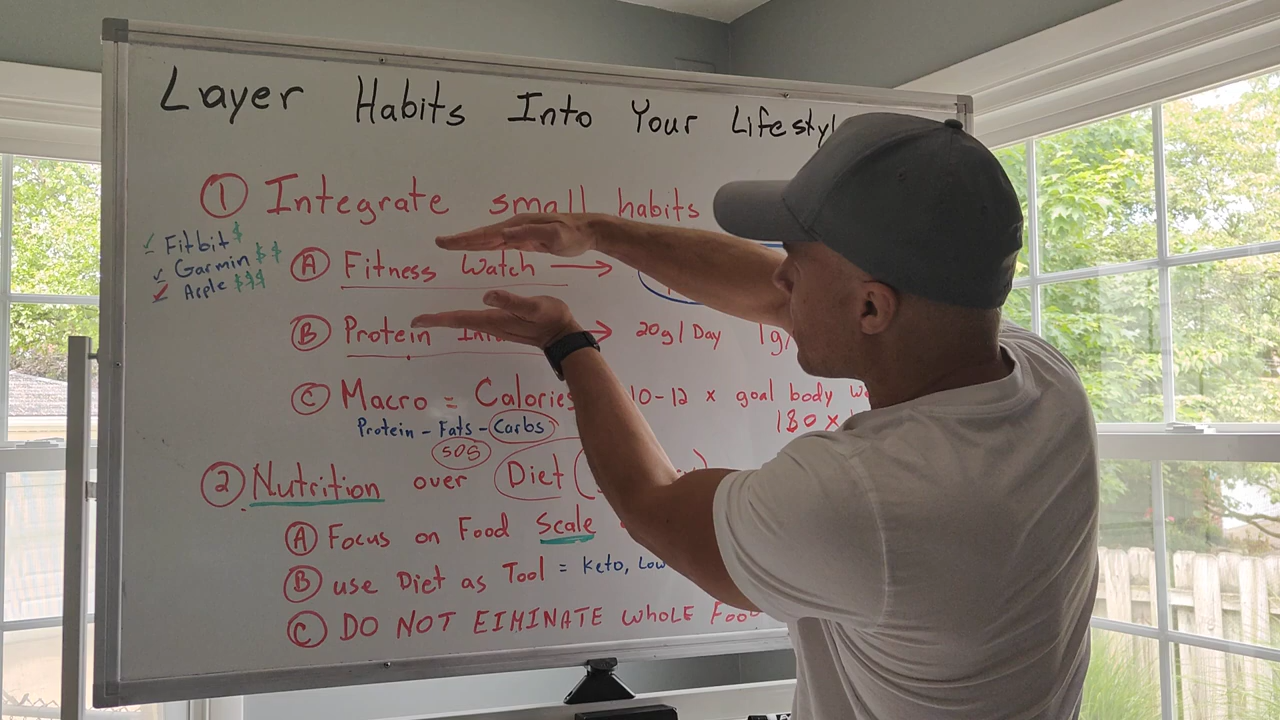 Layer Habits Into Your Lifestyl
① Integrate small habits
✓ Fitbit $
✓ Garmin $$
✓ Apple $$$
Ⓐ Fitness Watch →
Ⓑ Protein → 20g/Day 1g/
Ⓒ Macro = Calories 10-12 x goal body
Protein - Fats - Carbs
180 x
50g
② Nutrition over Diet (
Ⓐ Focus on Food Scale
Ⓑ use Diet as Tool = Keto, Low
Ⓒ DO NOT EIMINATE WHOLE Foo